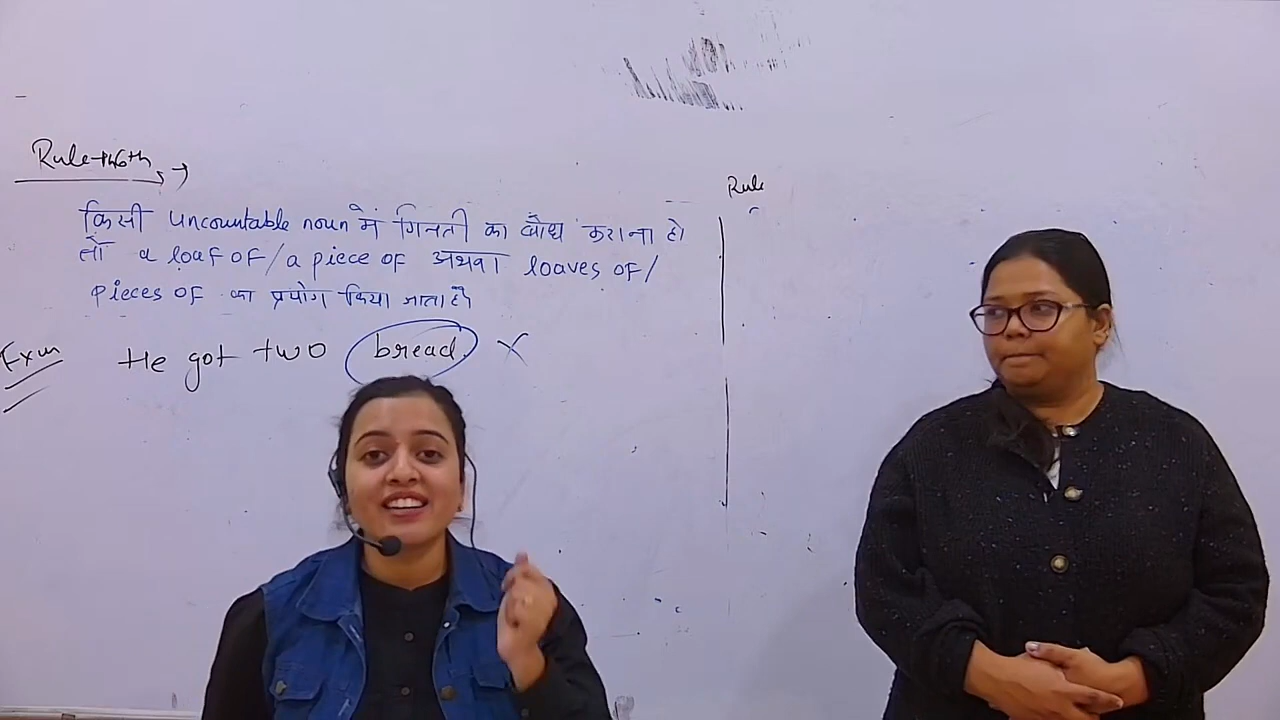 Rule-16th →
किसी uncountable noun में गिनती का बोध कराना हो
तो a loaf of/a piece of अथवा loaves of/
pieces of का प्रयोग किया जाता है
Exm He got two bread. ×
Rule